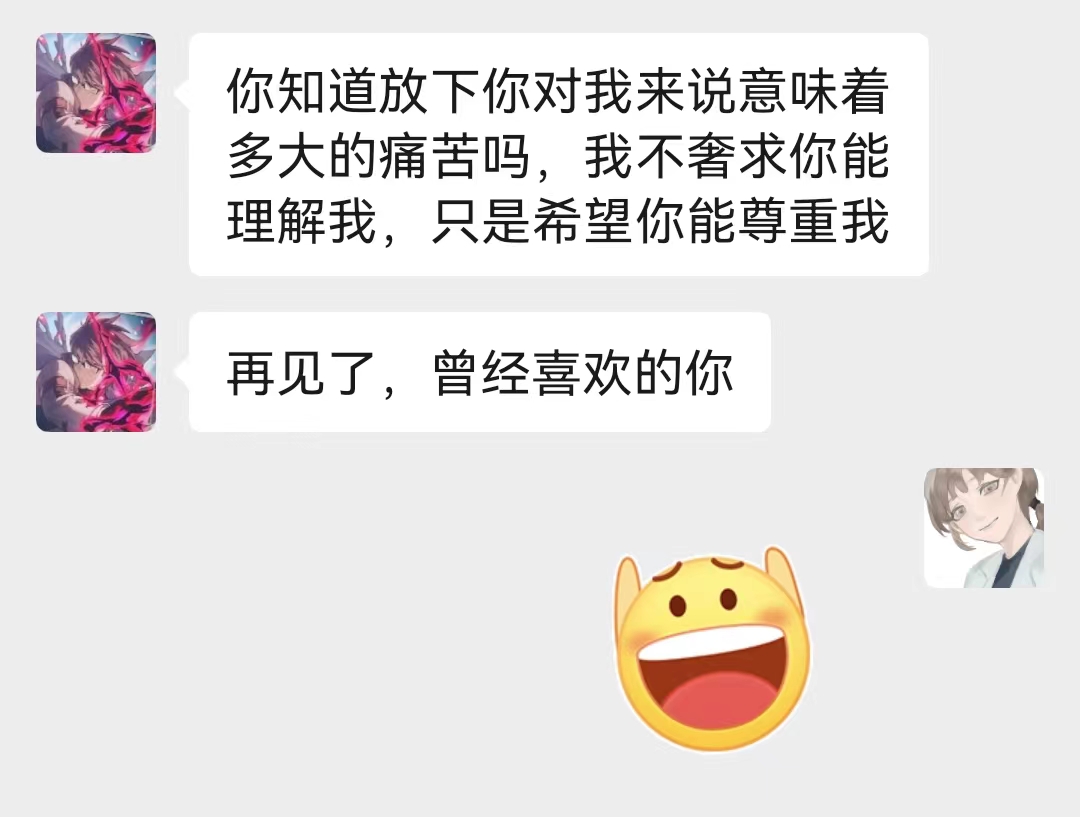 你知道放下你对我来说意味着
多大的痛苦吗，我不奢求你能
理解我，只是希望你能尊重我
再见了，曾经喜欢的你